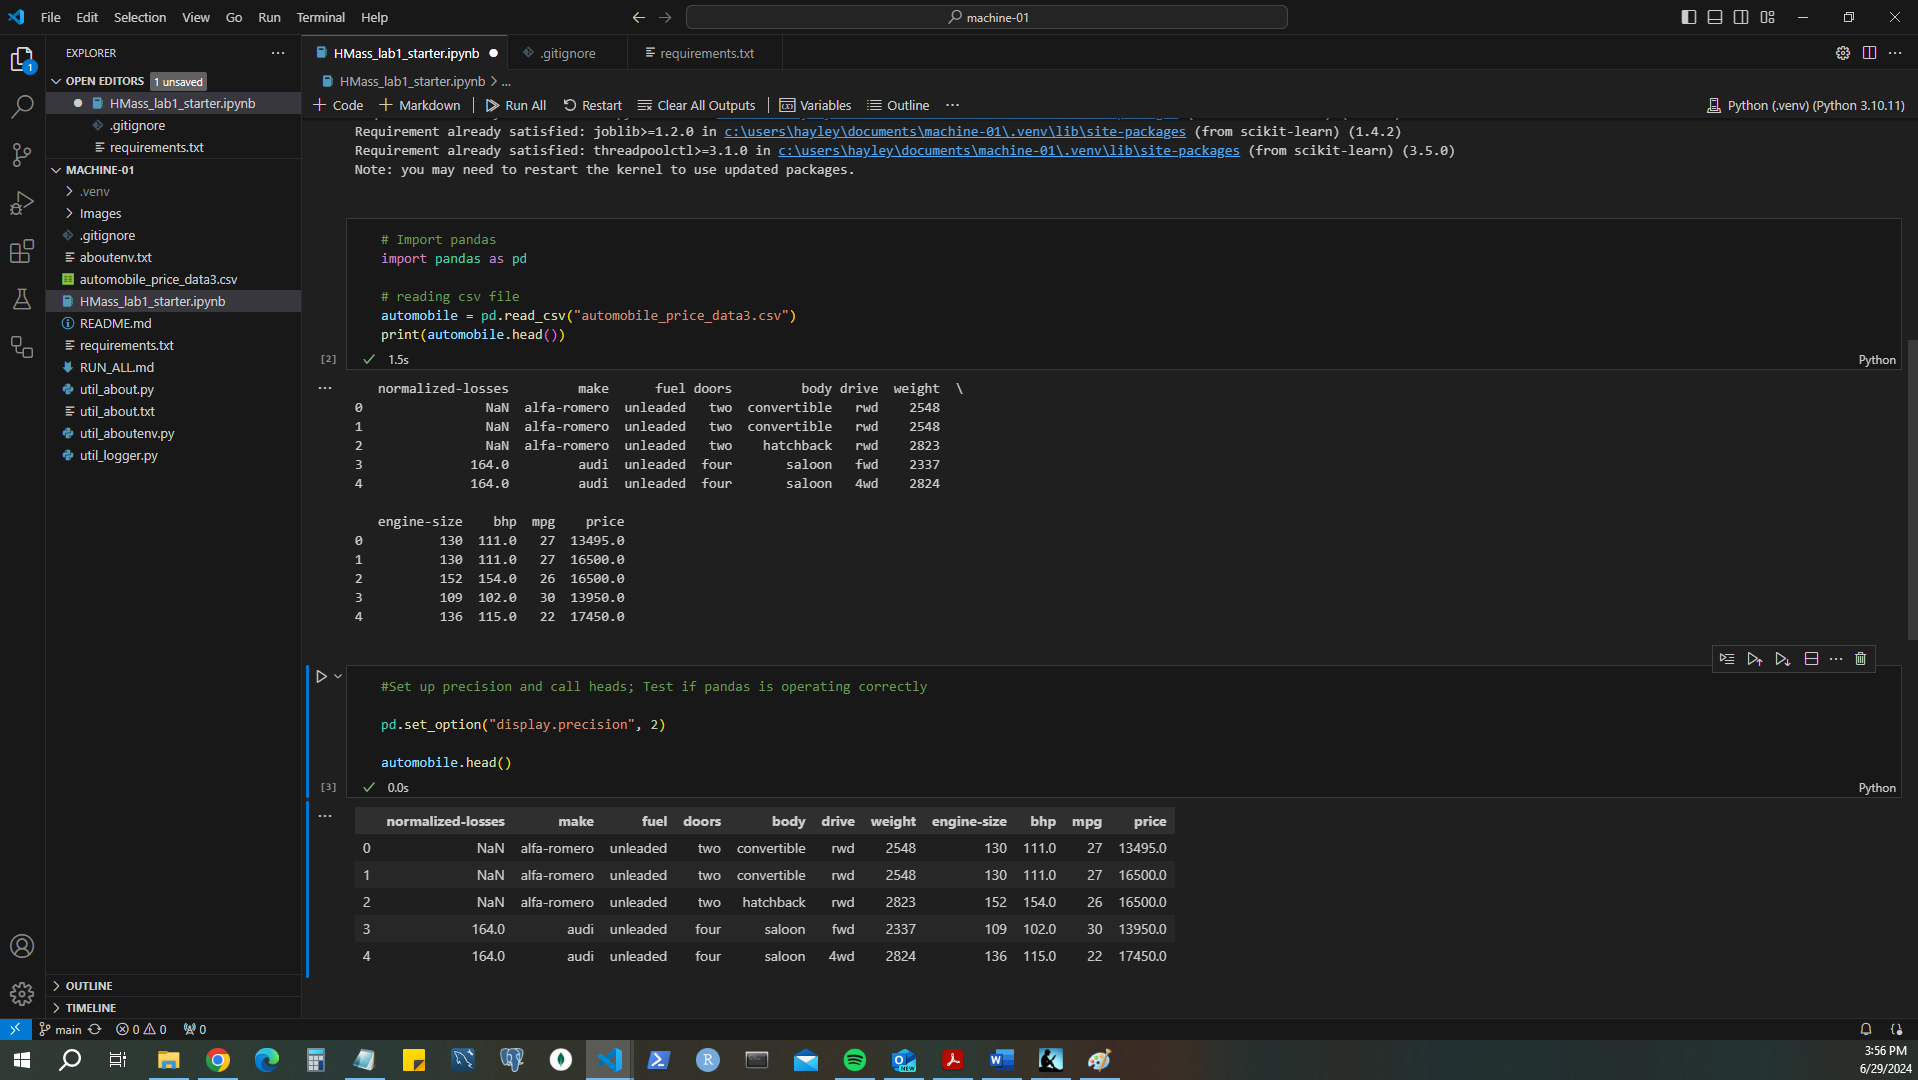 File Edit Selection View Go Run Terminal Help
machine-01
EXPLORER
HMass_lab1_starter.ipynb
.gitignore
requirements.txt
OPEN EDITORS 1 unsaved
HMass_lab1_starter.ipynb
.gitignore
requirements.txt
MACHINE-01
.venv
Images
.gitignore
aboutenv.txt
automobile_price_data3.csv
HMass_lab1_starter.ipynb
README.md
requirements.txt
RUN_ALL.md
util_about.py
util_about.txt
util_aboutenv.py
util_logger.py
OUTLINE
TIMELINE
HMass_lab1_starter.ipynb > ...
Code Markdown Run All Restart Clear All Outputs Variables Outline ... Python (.venv) (Python 3.10.11)
Requirement already satisfied: joblib>=1.2.0 in c:\users\hayley\documents\machine-01\.venv\lib\site-packages (from scikit-learn) (1.4.2)
Requirement already satisfied: threadpoolctl>=3.1.0 in c:\users\hayley\documents\machine-01\.venv\lib\site-packages (from scikit-learn) (3.5.0)
Note: you may need to restart the kernel to use updated packages.
# Import pandas
import pandas as pd
# reading csv file
automobile = pd.read_csv("automobile_price_data3.csv")
print(automobile.head())
[2] 1.5s Python
normalized-losses make fuel doors body drive weight \
0 NaN alfa-romero unleaded two convertible rwd 2548
1 NaN alfa-romero unleaded two convertible rwd 2548
2 NaN alfa-romero unleaded two hatchback rwd 2823
3 164.0 audi unleaded four saloon fwd 2337
4 164.0 audi unleaded four saloon 4wd 2824
engine-size bhp mpg price
0 130 111.0 27 13495.0
1 130 111.0 27 16500.0
2 152 154.0 26 16500.0
3 109 102.0 30 13950.0
4 136 115.0 22 17450.0
#Set up precision and call heads; Test if pandas is operating correctly
pd.set_option("display.precision", 2)
automobile.head()
[3] 0.0s Python
normalized-losses make fuel doors body drive weight engine-size bhp mpg price
0 NaN alfa-romero unleaded two convertible rwd 2548 130 111.0 27 13495.0
1 NaN alfa-romero unleaded two convertible rwd 2548 130 111.0 27 16500.0
2 NaN alfa-romero unleaded two hatchback rwd 2823 152 154.0 26 16500.0
3 164.0 audi unleaded four saloon fwd 2337 109 102.0 30 13950.0
4 164.0 audi unleaded four saloon 4wd 2824 136 115.0 22 17450.0
main 0 0 0
3:56 PM
6/29/2024